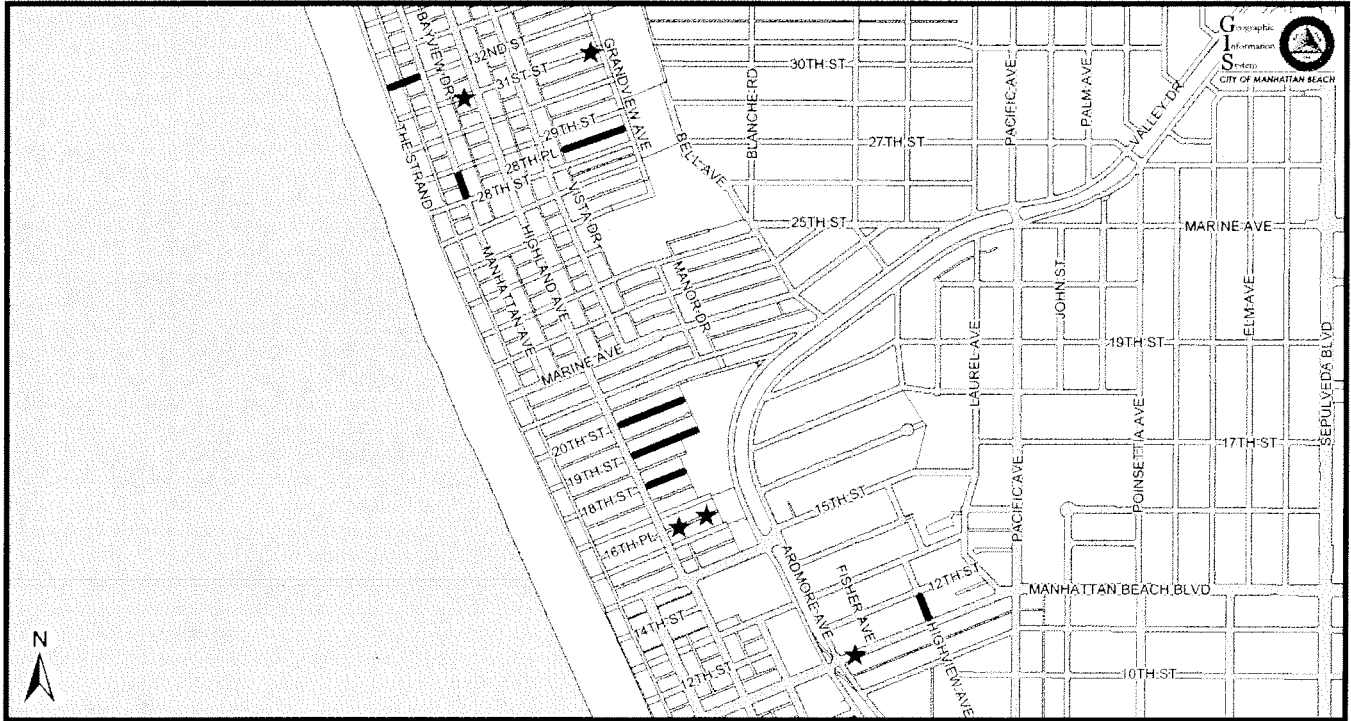 Geographic
Information
System
CITY OF MANHATTAN BEACH
BAYVIEW DR
32ND ST
31ST ST
GRANDVIEW AVE
30TH ST
BLANCHE RD
PACIFIC AVE
PALM AVE
VALLEY DR
THE STRAND
29TH ST
28TH PL
28TH ST
BELL AVE
27TH ST
VISTA DR
25TH ST
MARINE AVE
HIGHLAND AVE
MANHATTAN AVE
MANOR DR
JOHN ST
ELM AVE
MARINE AVE
LAUREL AVE
19TH ST
SEPULVEDA BLVD
20TH ST
19TH ST
18TH ST
17TH ST
POINSETTIA AVE
PACIFIC AVE
15TH ST
16TH PL
ARDMORE AVE
FISHER AVE
12TH ST
MANHATTAN BEACH BLVD
14TH ST
HIGHVIEW AVE
12TH ST
10TH ST
N